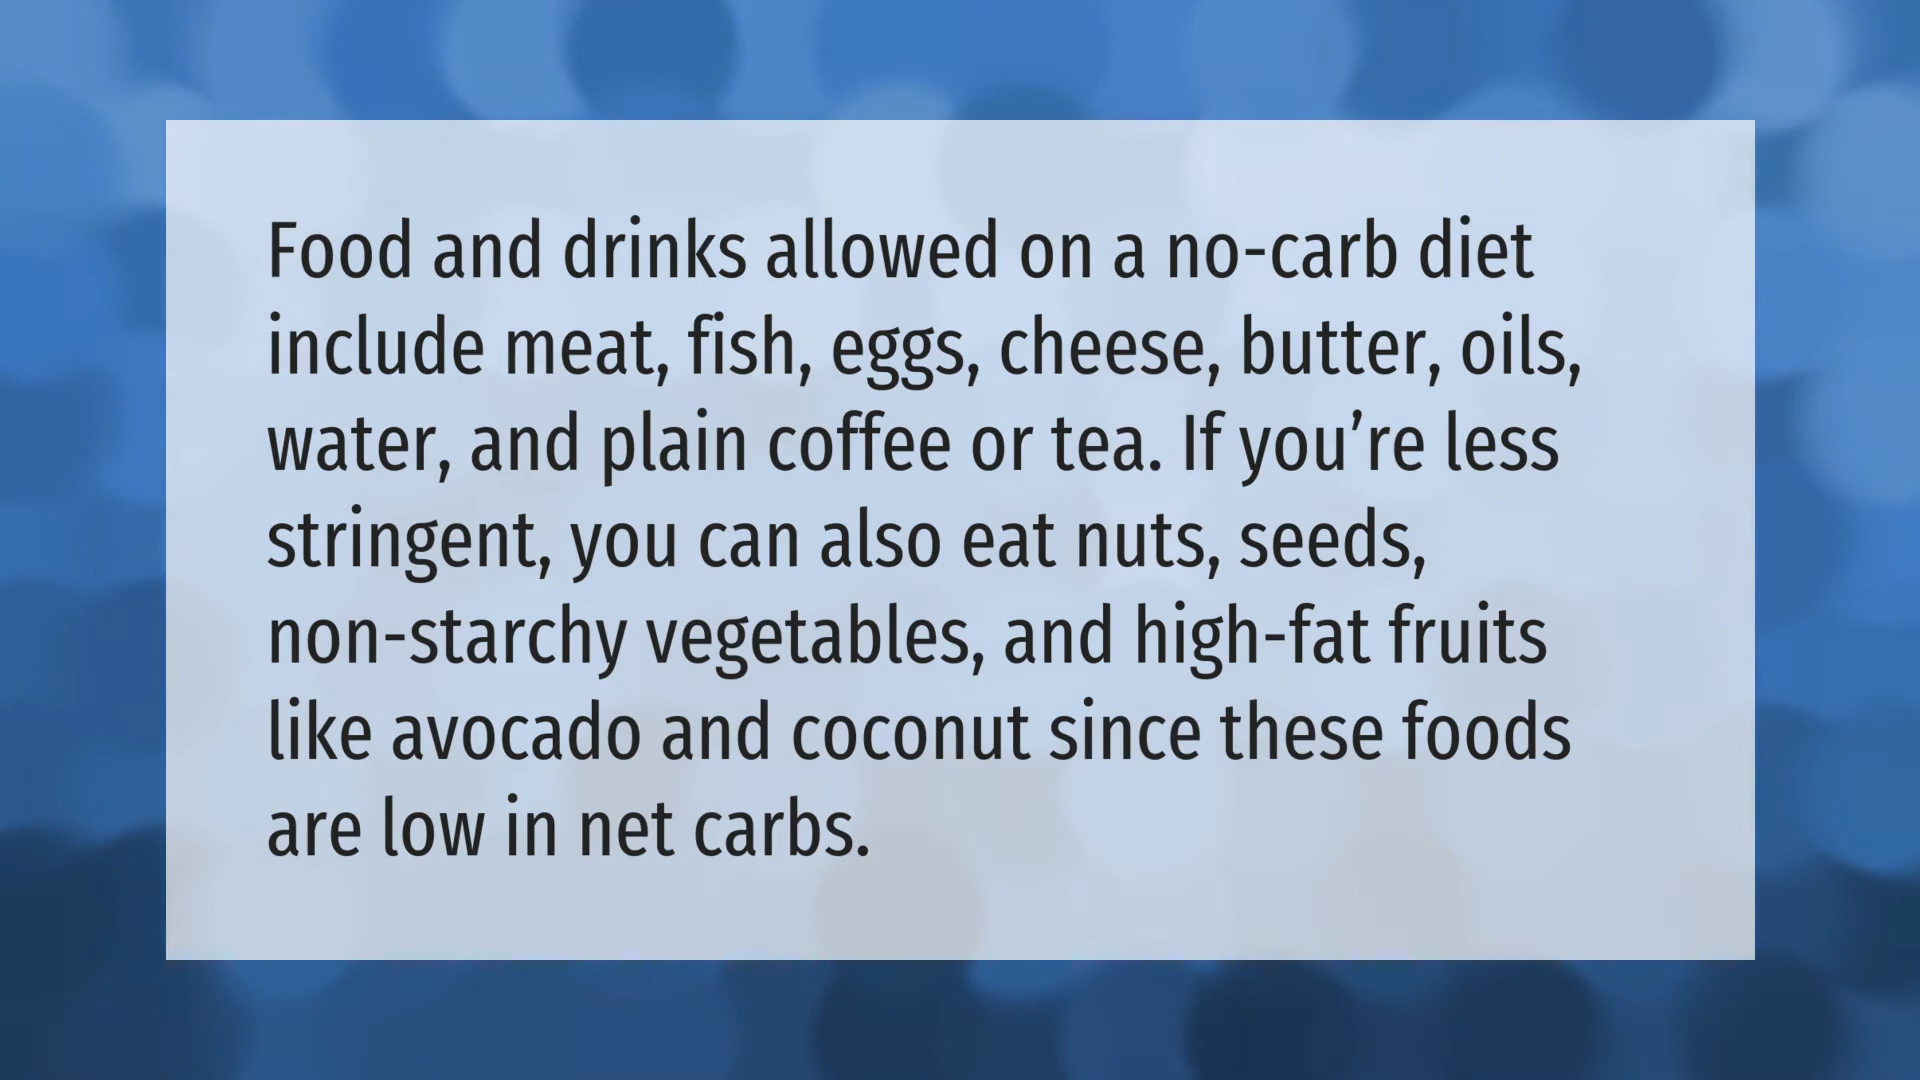 Food and drinks allowed on a no-carb diet
include meat, fish, eggs, cheese, butter, oils,
water, and plain coffee or tea. If you’re less
stringent, you can also eat nuts, seeds,
non-starchy vegetables, and high-fat fruits
like avocado and coconut since these foods
are low in net carbs.